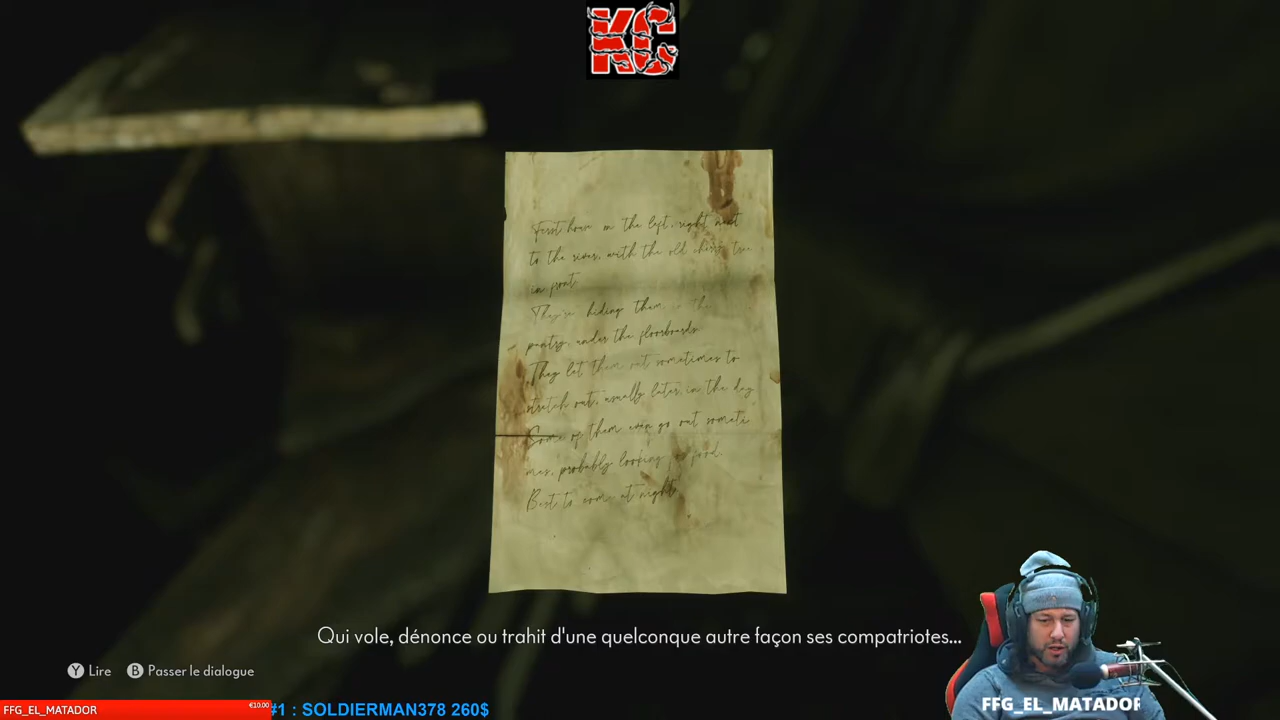 KC
First house on the left, right next
to the river, with the old cherry tree
in front.
They're hiding them in the
pantry, under the floorboards.
They let them out sometimes to
stretch out, usually later in the day
Some of them even go out someti
mes, probably looking for food.
Best to come at night
Qui vole, dénonce ou trahit d'une quelconque autre façon ses compatriotes...
Y Lire B Passer le dialogue
FFG_EL_MATADOR
FFG_EL_MATADOR €10.00 #1 : SOLDIERMAN378 260$